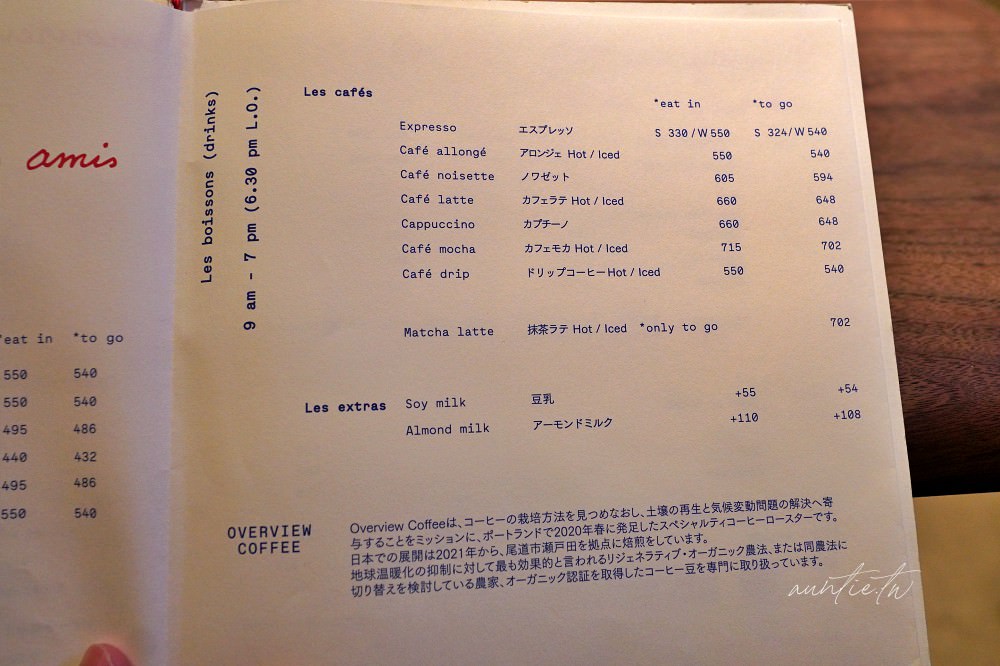 amis
*eat in *to go
550 540
550 540
495 486
440 432
495 486
550 540
Les boissons (drinks)
9 am - 7 pm (6.30 pm L.O.)
Les cafés
*eat in *to go
Expresso エスプレッソ S 330 / W 550 S 324 / W 540
Café allongé アロンジェ Hot / Iced 550 540
Café noisette ノワゼット 605 594
Café latte カフェラテ Hot / Iced 660 648
Cappuccino カプチーノ 660 648
Café mocha カフェモカ Hot / Iced 715 702
Café drip ドリップコーヒー Hot / Iced 550 540
Matcha latte 抹茶ラテ Hot / Iced *only to go 702
Les extras Soy milk 豆乳 +55 +54
Almond milk アーモンドミルク +110 +108
OVERVIEW
COFFEE
Overview Coffeeは、コーヒーの栽培方法を見つめなおし、土壌の再生と気候変動問題の解決へ寄
与することをミッションに、ポートランドで2020年春に発足したスペシャルティコーヒーロースターです。
日本での展開は2021年から、尾道市瀬戸田を拠点に焙煎をしています。
地球温暖化の抑制に対して最も効果的と言われるリジェネラティブ・オーガニック農法、または同農法に
切り替えを検討している農家、オーガニック認証を取得したコーヒー豆を専門に取り扱っています。
auntie.tw